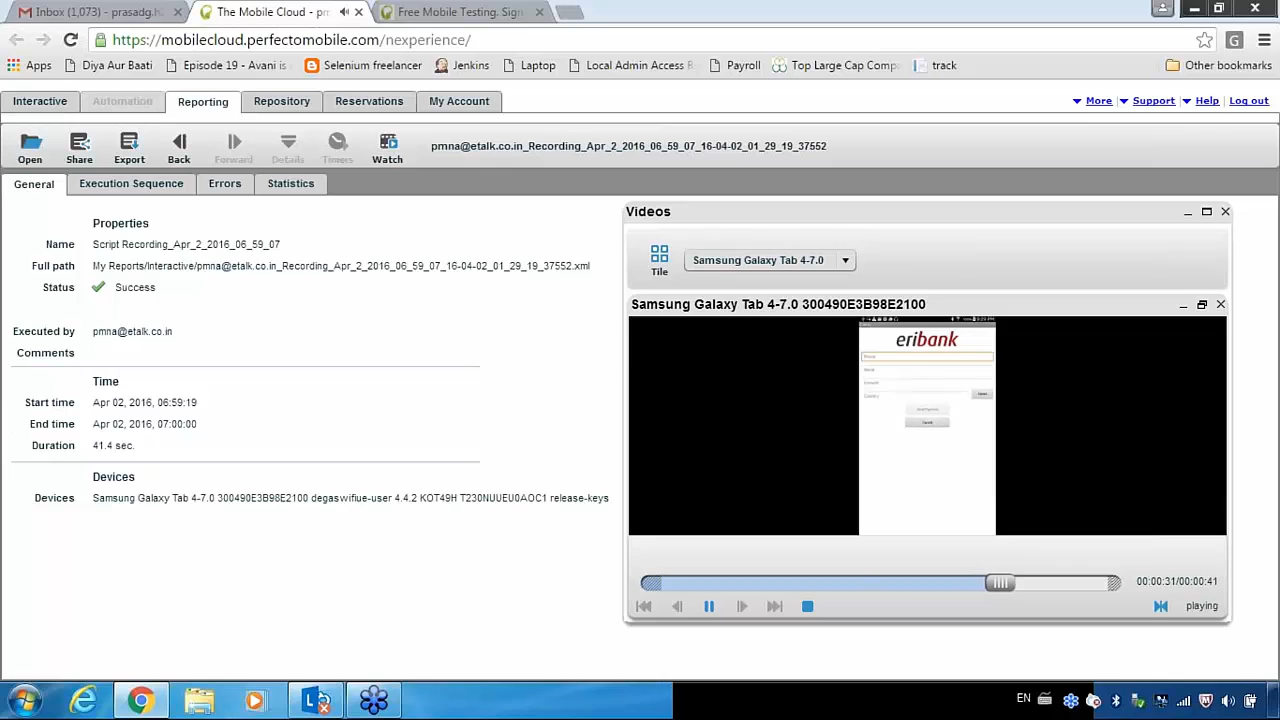 Inbox (1,073) - prasadg.h
The Mobile Cloud - pm
Free Mobile Testing. Sign
https://mobilecloud.perfectomobile.com/nexperience/
Apps Diya Aur Baati Episode 19 - Avani is Selenium freelancer Jenkins Laptop Local Admin Access R Payroll Top Large Cap Comp track Other bookmarks
Interactive Automation Reporting Repository Reservations My Account More Support Help Log out
Open Share Export Back Forward Details Timers Watch pmna@etalk.co.in_Recording_Apr_2_2016_06_59_07_16-04-02_01_29_19_37552
General Execution Sequence Errors Statistics
Properties
Name Script Recording_Apr_2_2016_06_59_07
Full path My Reports/Interactive/pmna@etalk.co.in_Recording_Apr_2_2016_06_59_07_16-04-02_01_29_19_37552.xml
Status Success
Executed by pmna@etalk.co.in
Comments
Time
Start time Apr 02, 2016, 06:59:19
End time Apr 02, 2016, 07:00:00
Duration 41.4 sec.
Devices
Devices Samsung Galaxy Tab 4-7.0 300490E3B98E2100 degaswifiue-user 4.4.2 KOT49H T230NUUEU0AOC1 release-keys
Videos
Tile Samsung Galaxy Tab 4-7.0
Samsung Galaxy Tab 4-7.0 300490E3B98E2100
eribank
00:00:31/00:00:41
playing
EN